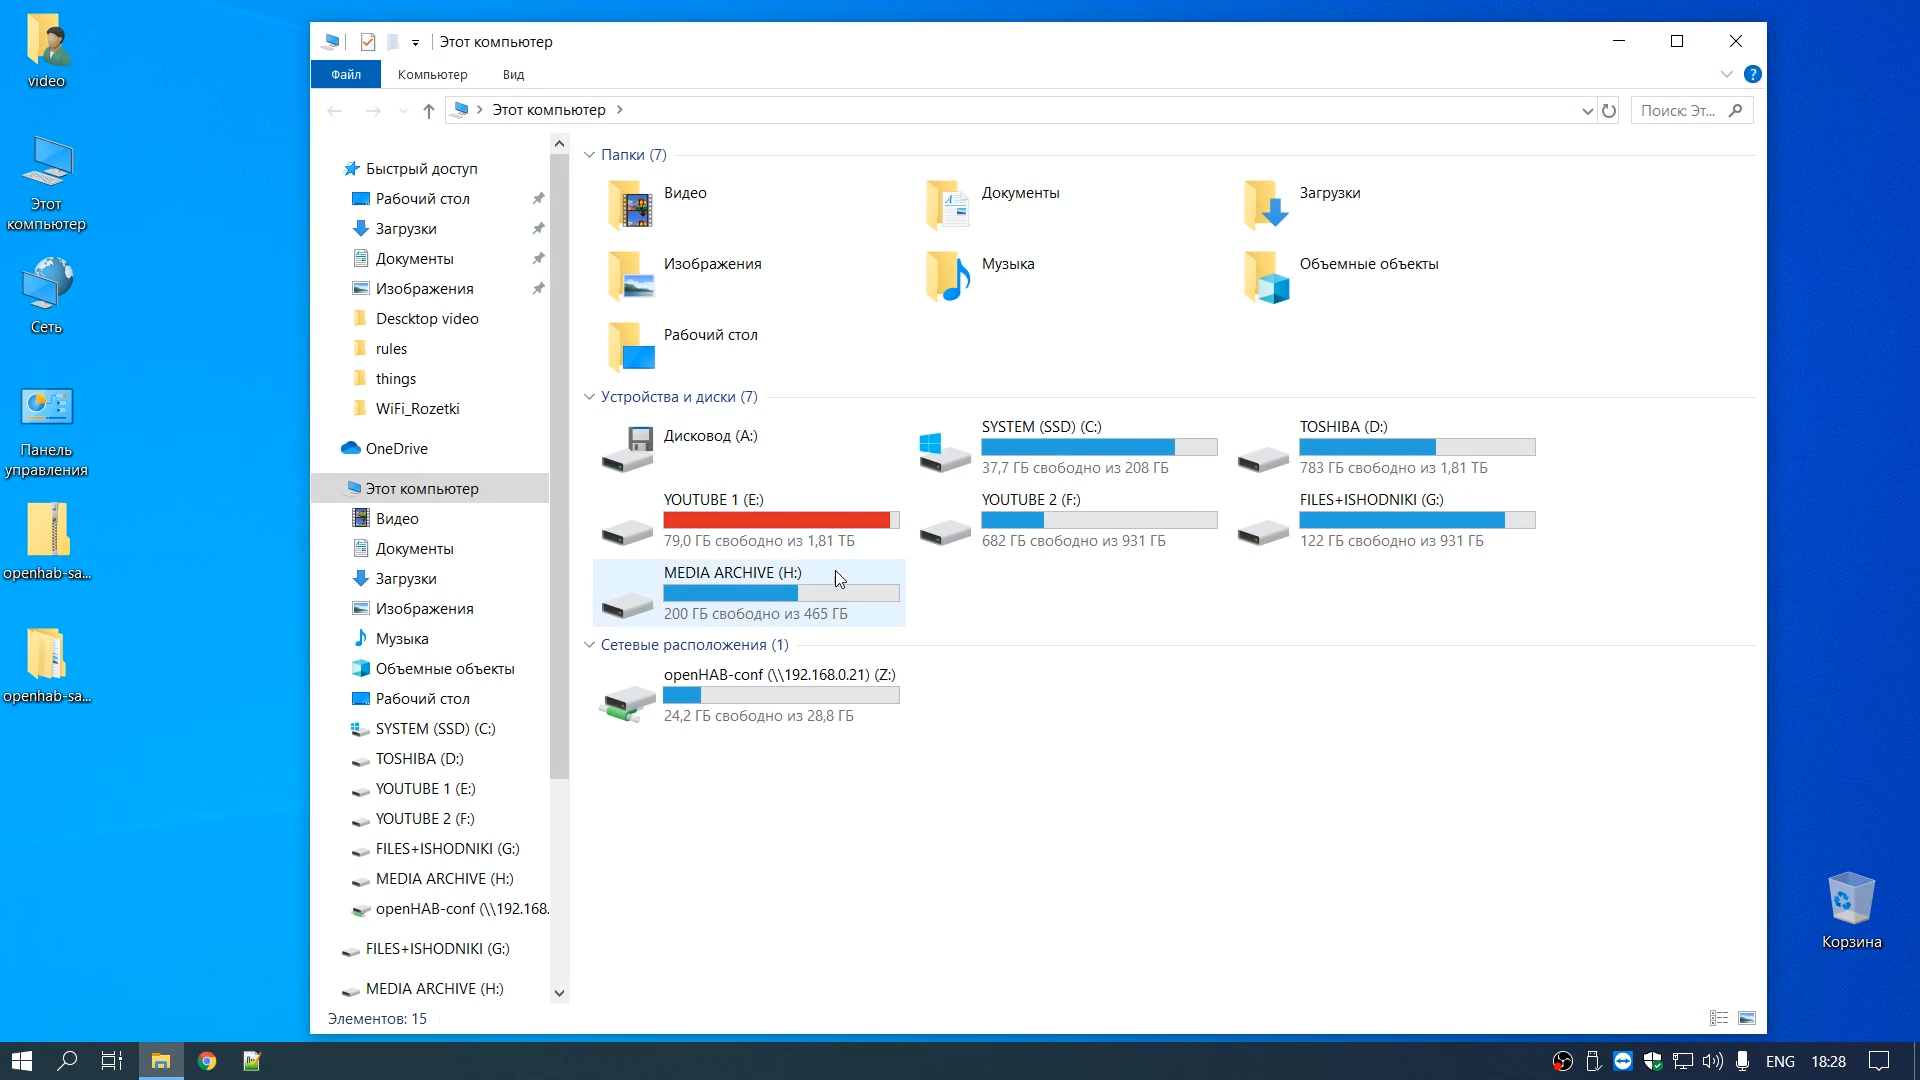 video
Этот
компьютер
Сеть
Панель
управления
openhab-sa...
openhab-sa...
Этот компьютер
Файл
Компьютер
Вид
Этот компьютер
Поиск: Эт...
Быстрый доступ
Рабочий стол
Загрузки
Документы
Изображения
Descktop video
rules
things
WiFi_Rozetki
OneDrive
Этот компьютер
Видео
Документы
Загрузки
Изображения
Музыка
Объемные объекты
Рабочий стол
SYSTEM (SSD) (C:)
TOSHIBA (D:)
YOUTUBE 1 (E:)
YOUTUBE 2 (F:)
FILES+ISHODNIKI (G:)
MEDIA ARCHIVE (H:)
openHAB-conf (\\192.168.
FILES+ISHODNIKI (G:)
MEDIA ARCHIVE (H:)
Папки (7)
Видео
Документы
Загрузки
Изображения
Музыка
Объемные объекты
Рабочий стол
Устройства и диски (7)
Дисковод (A:)
SYSTEM (SSD) (C:)
37,7 ГБ свободно из 208 ГБ
TOSHIBA (D:)
783 ГБ свободно из 1,81 ТБ
YOUTUBE 1 (E:)
79,0 ГБ свободно из 1,81 ТБ
YOUTUBE 2 (F:)
682 ГБ свободно из 931 ГБ
FILES+ISHODNIKI (G:)
122 ГБ свободно из 931 ГБ
MEDIA ARCHIVE (H:)
200 ГБ свободно из 465 ГБ
Сетевые расположения (1)
openHAB-conf (\\192.168.0.21) (Z:)
24,2 ГБ свободно из 28,8 ГБ
Элементов: 15
Корзина
ENG
18:28